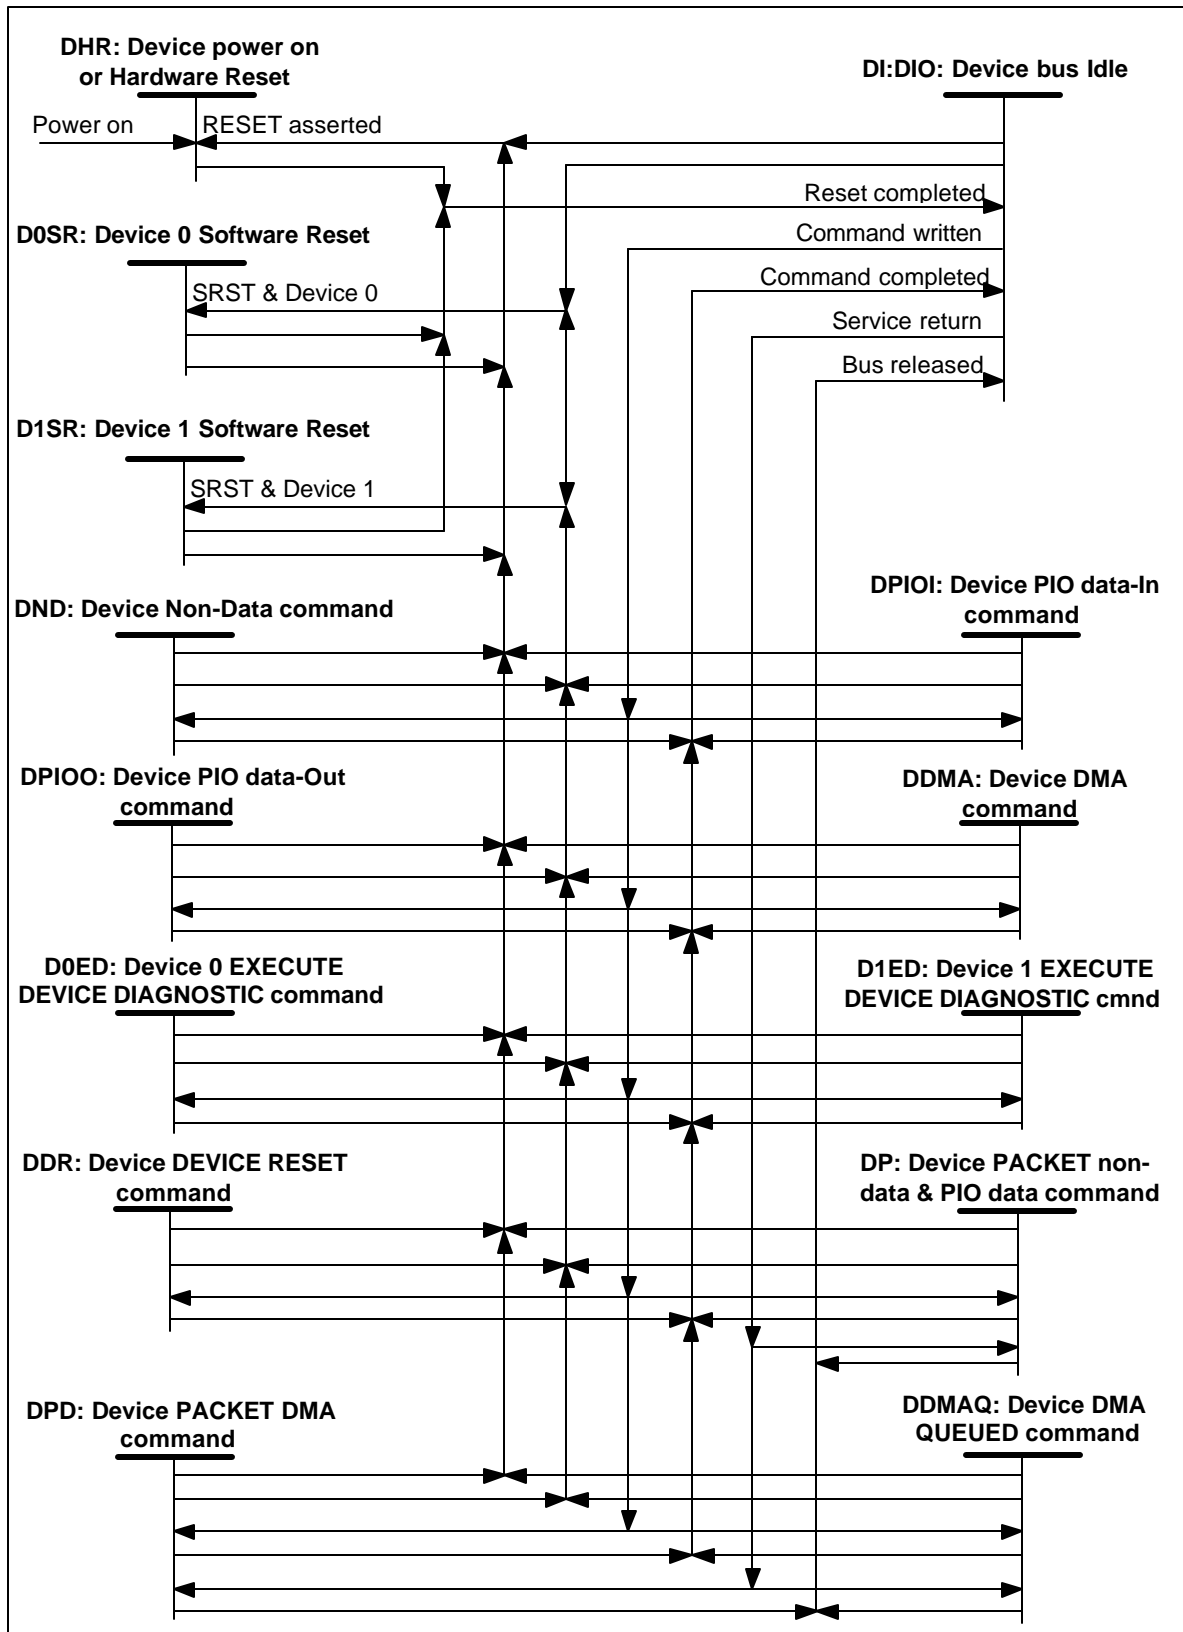 DHR: Device power on
or Hardware Reset
DI:DIO: Device bus Idle
Power on
RESET asserted
Reset completed
D0SR: Device 0 Software Reset
Command written
SRST & Device 0
Command completed
Service return
Bus released
D1SR: Device 1 Software Reset
SRST & Device 1
DND: Device Non-Data command
DPIOI: Device PIO data-In
command
DPIOO: Device PIO data-Out
command
DDMA: Device DMA
command
D0ED: Device 0 EXECUTE
DEVICE DIAGNOSTIC command
D1ED: Device 1 EXECUTE
DEVICE DIAGNOSTIC cmnd
DDR: Device DEVICE RESET
command
DP: Device PACKET non-
data & PIO data command
DPD: Device PACKET DMA
command
DDMAQ: Device DMA
QUEUED command